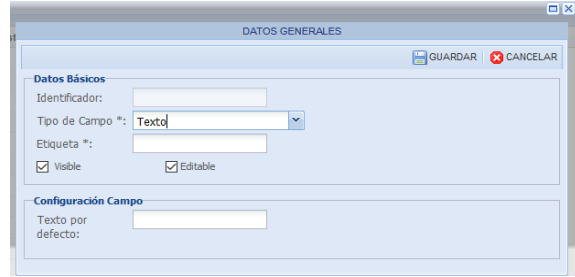 DATOS GENERALES
GUARDAR CANCELAR
Datos Básicos
Identificador:
Tipo de Campo *: Texto
Etiqueta *:
Visible Editable
Configuración Campo
Texto por
defecto: